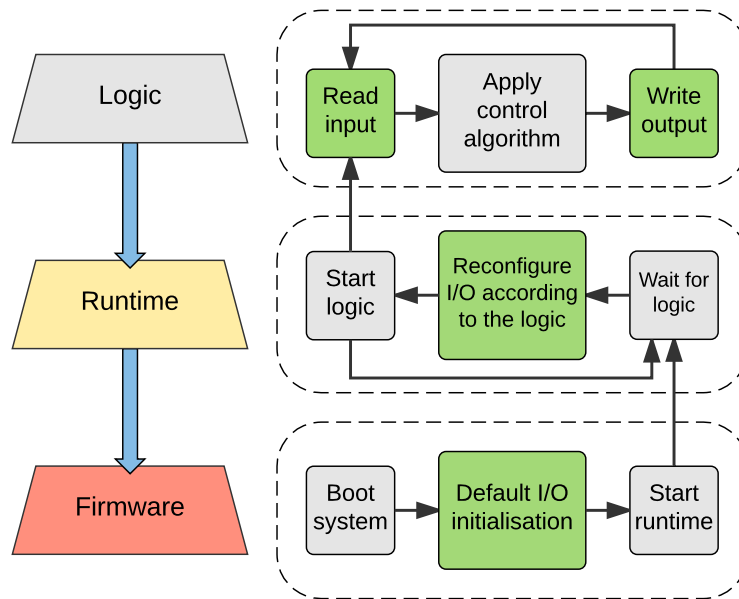 Logic
Read
input
Apply
control
algorithm
Write
output
Runtime
Start
logic
Reconfigure
I/O according
to the logic
Wait for
logic
Firmware
Boot
system
Default I/O
initialisation
Start
runtime